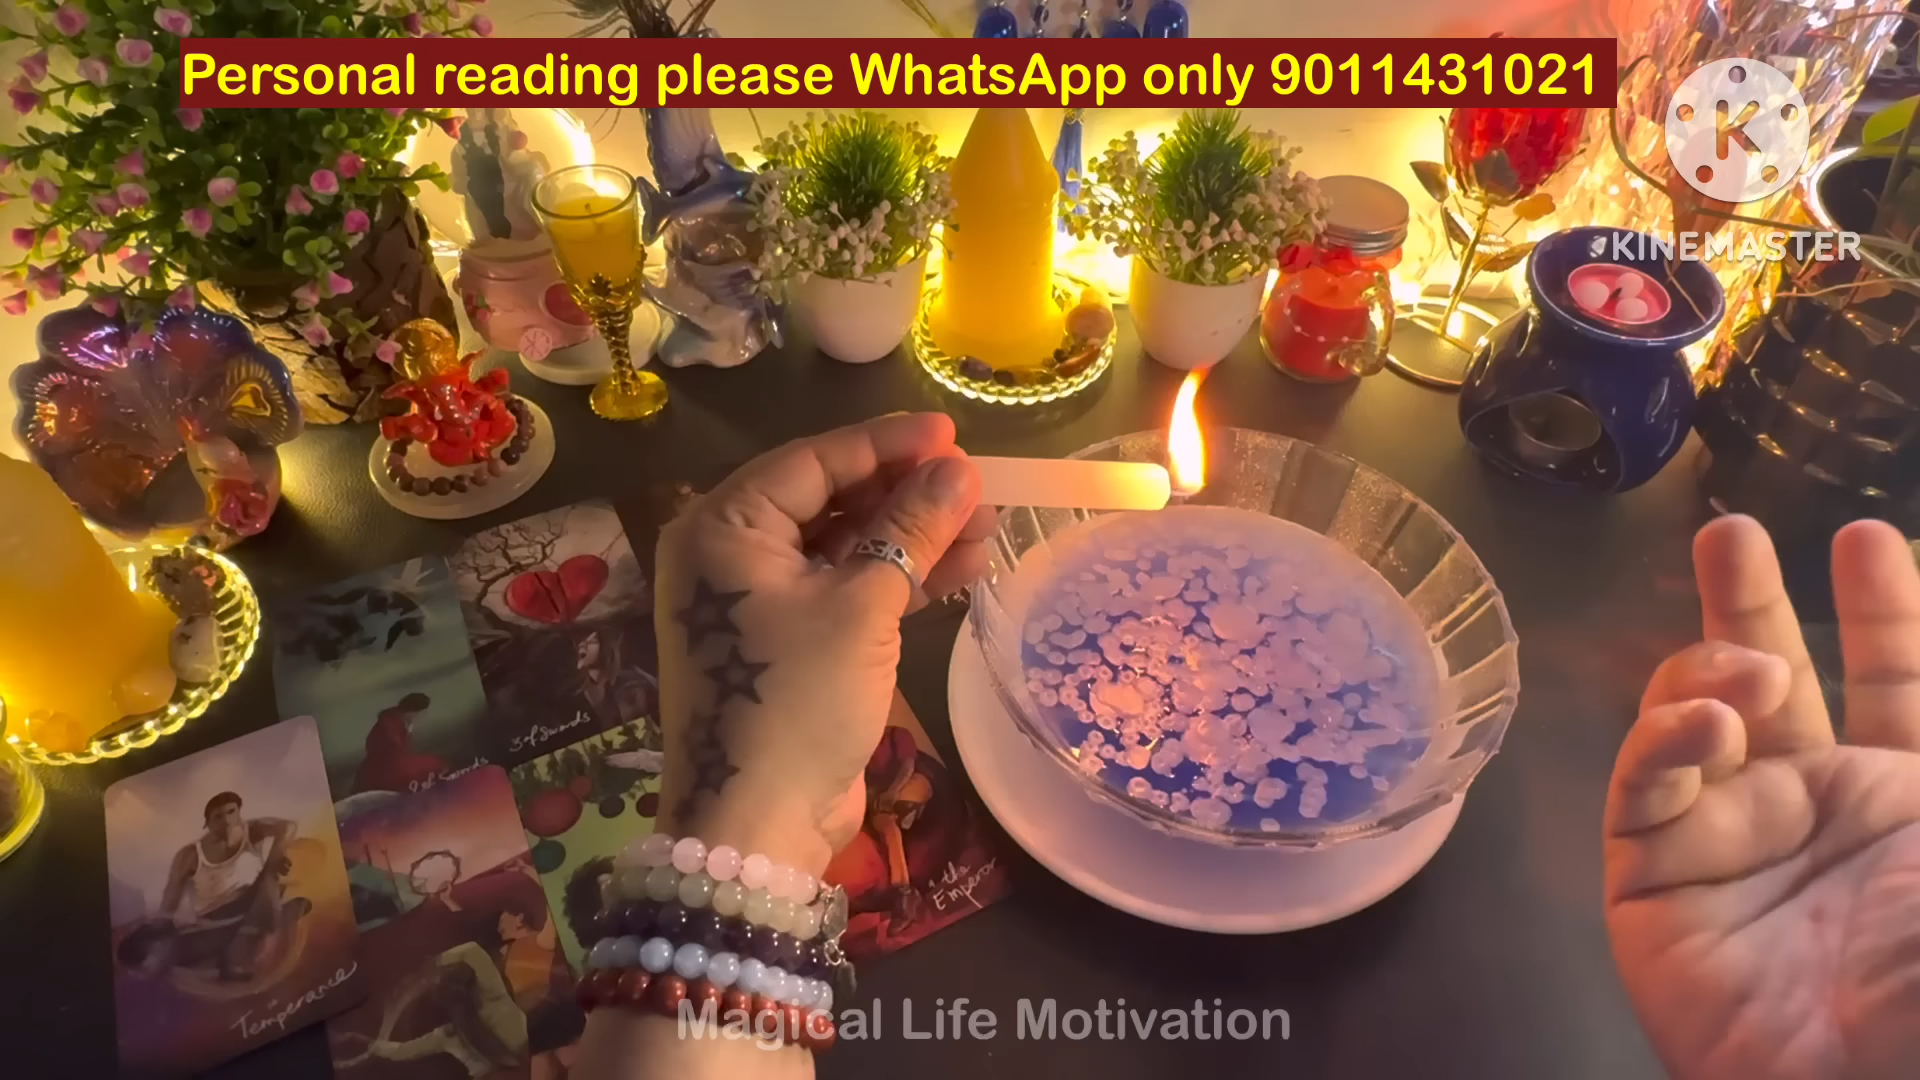 Personal reading please WhatsApp only 9011431021
K
KINEMASTER
3 of Swords
9 of Swords
the
Emperor
Temperance
Magical Life Motivation